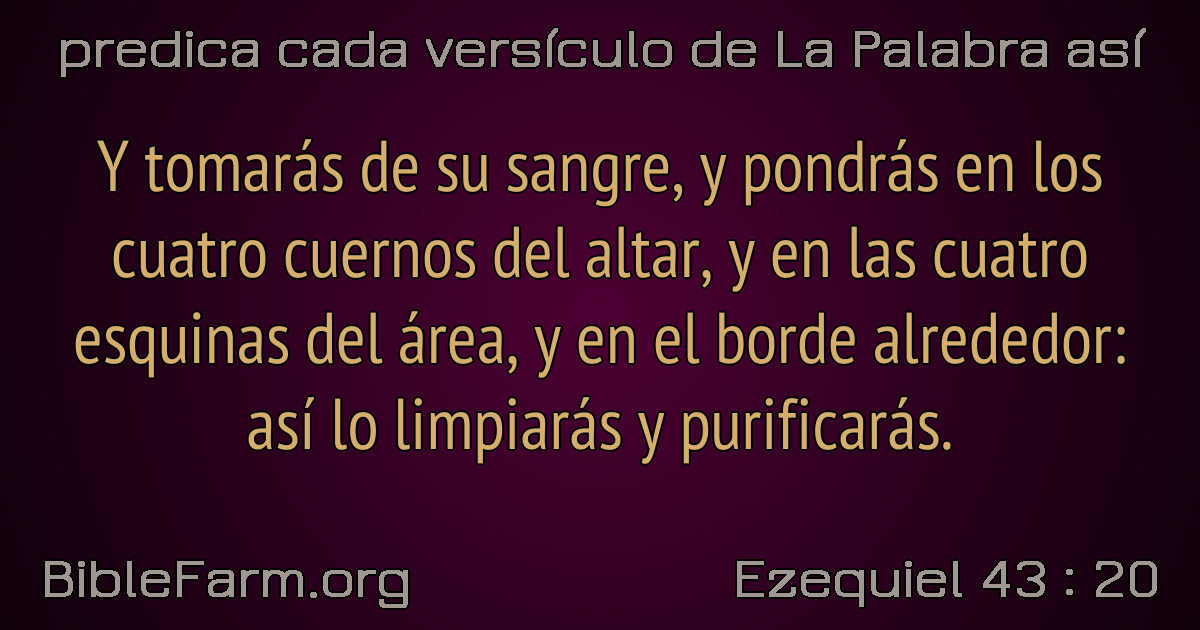 predica cada versículo de La Palabra así
Y tomarás de su sangre, y pondrás en los
cuatro cuernos del altar, y en las cuatro
esquinas del área, y en el borde alrededor:
así lo limpiarás y purificarás.
BibleFarm.org
Ezequiel 43 : 20